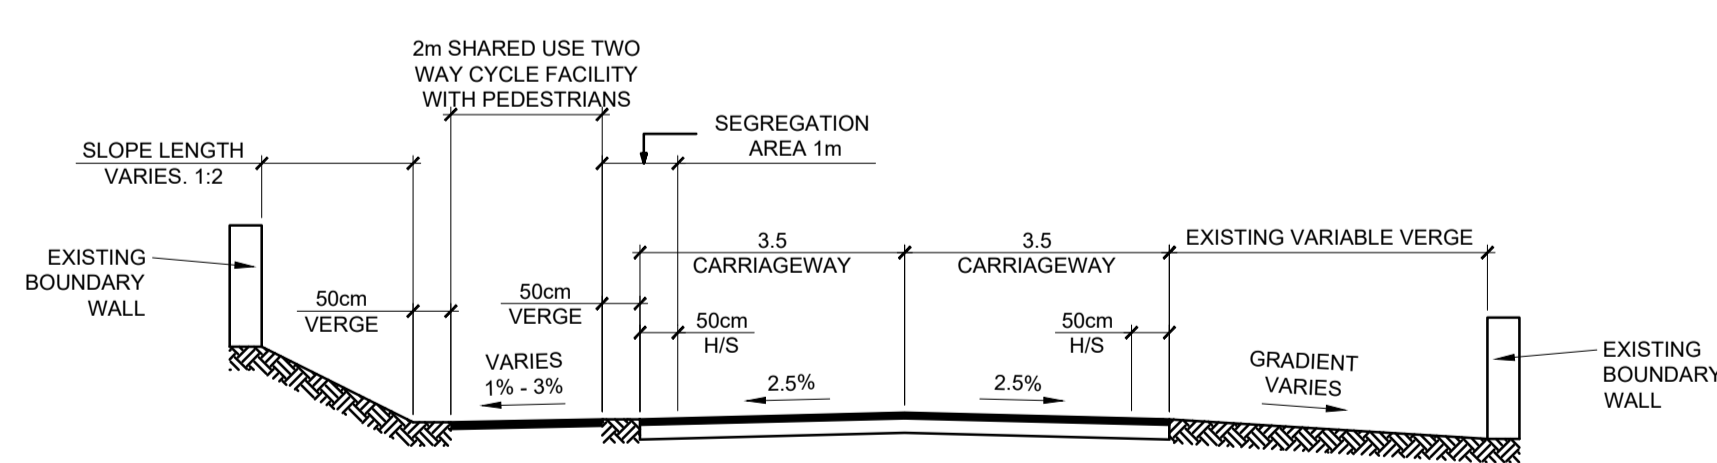 2m SHARED USE TWO
WAY CYCLE FACILITY
WITH PEDESTRIANS
SEGREGATION
AREA 1m
SLOPE LENGTH
VARIES. 1:2
EXISTING
BOUNDARY
WALL
50cm
VERGE
50cm
VERGE
3.5
CARRIAGEWAY
3.5
CARRIAGEWAY
EXISTING VARIABLE VERGE
50cm
H/S
50cm
H/S
VARIES
1% - 3%
2.5%
2.5%
GRADIENT
VARIES
EXISTING
BOUNDARY
WALL